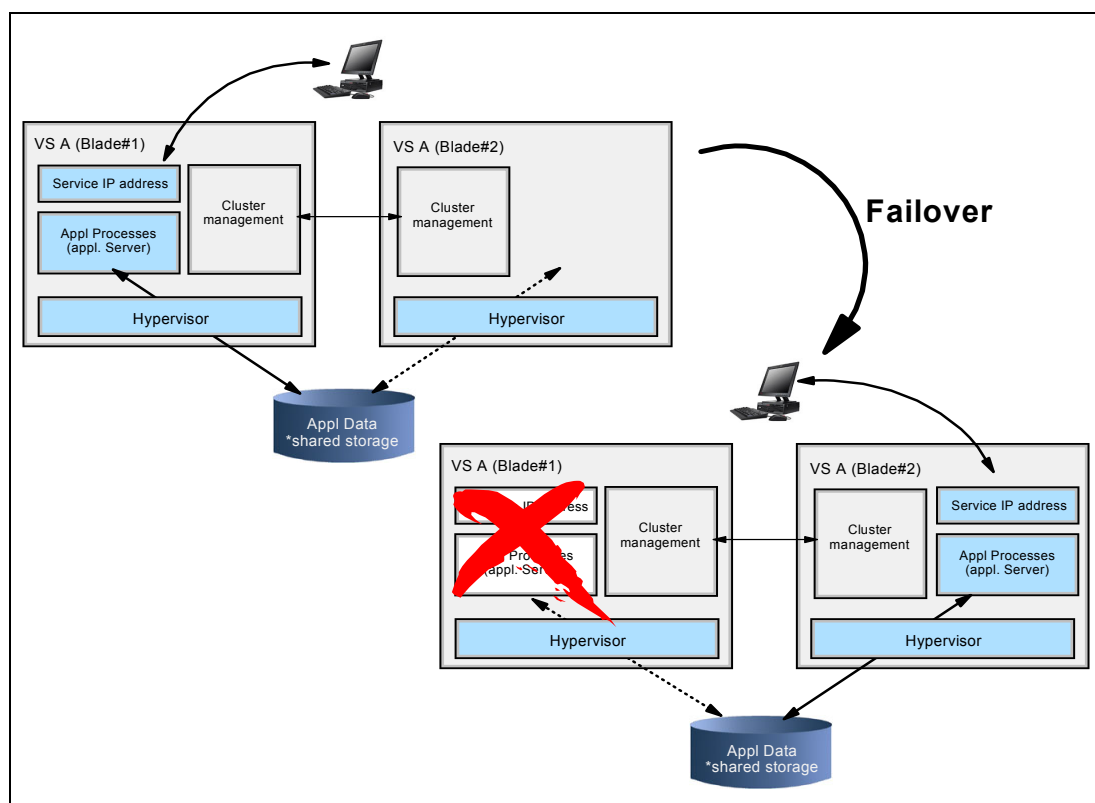 VS A (Blade#1)
Service IP address
Appl Processes
(appl. Server)
Cluster
management
Hypervisor
VS A (Blade#2)
Cluster
management
Hypervisor
Failover
Appl Data
*shared storage
VS A (Blade#1)
Cluster
management
(appl.
Hypervisor
VS A (Blade#2)
Cluster
management
Service IP address
Appl Processes
(appl. Server)
Hypervisor
Appl Data
*shared storage